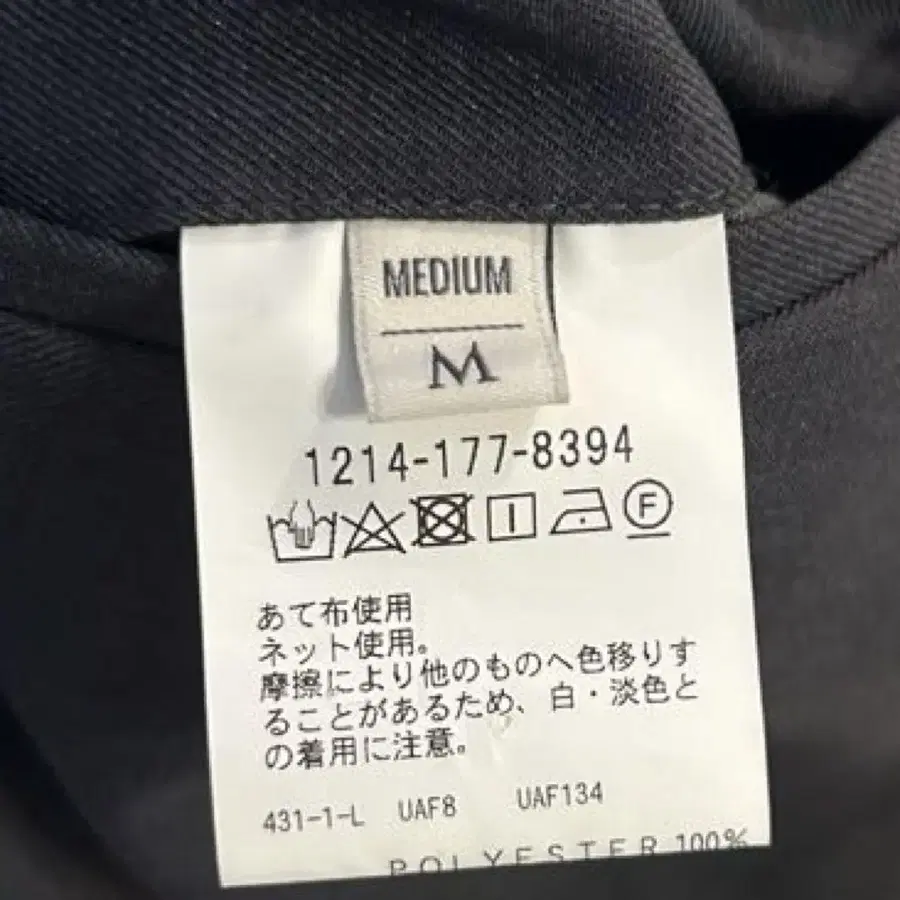 MEDIUM
M
1214-177-8394
F
あて布使用
ネット使用。
摩擦により他のものへ色移りす
ることがあるため、白・淡色と
の着用に注意。
431-1-L UAF8 UAF134
POLYESTER 100%